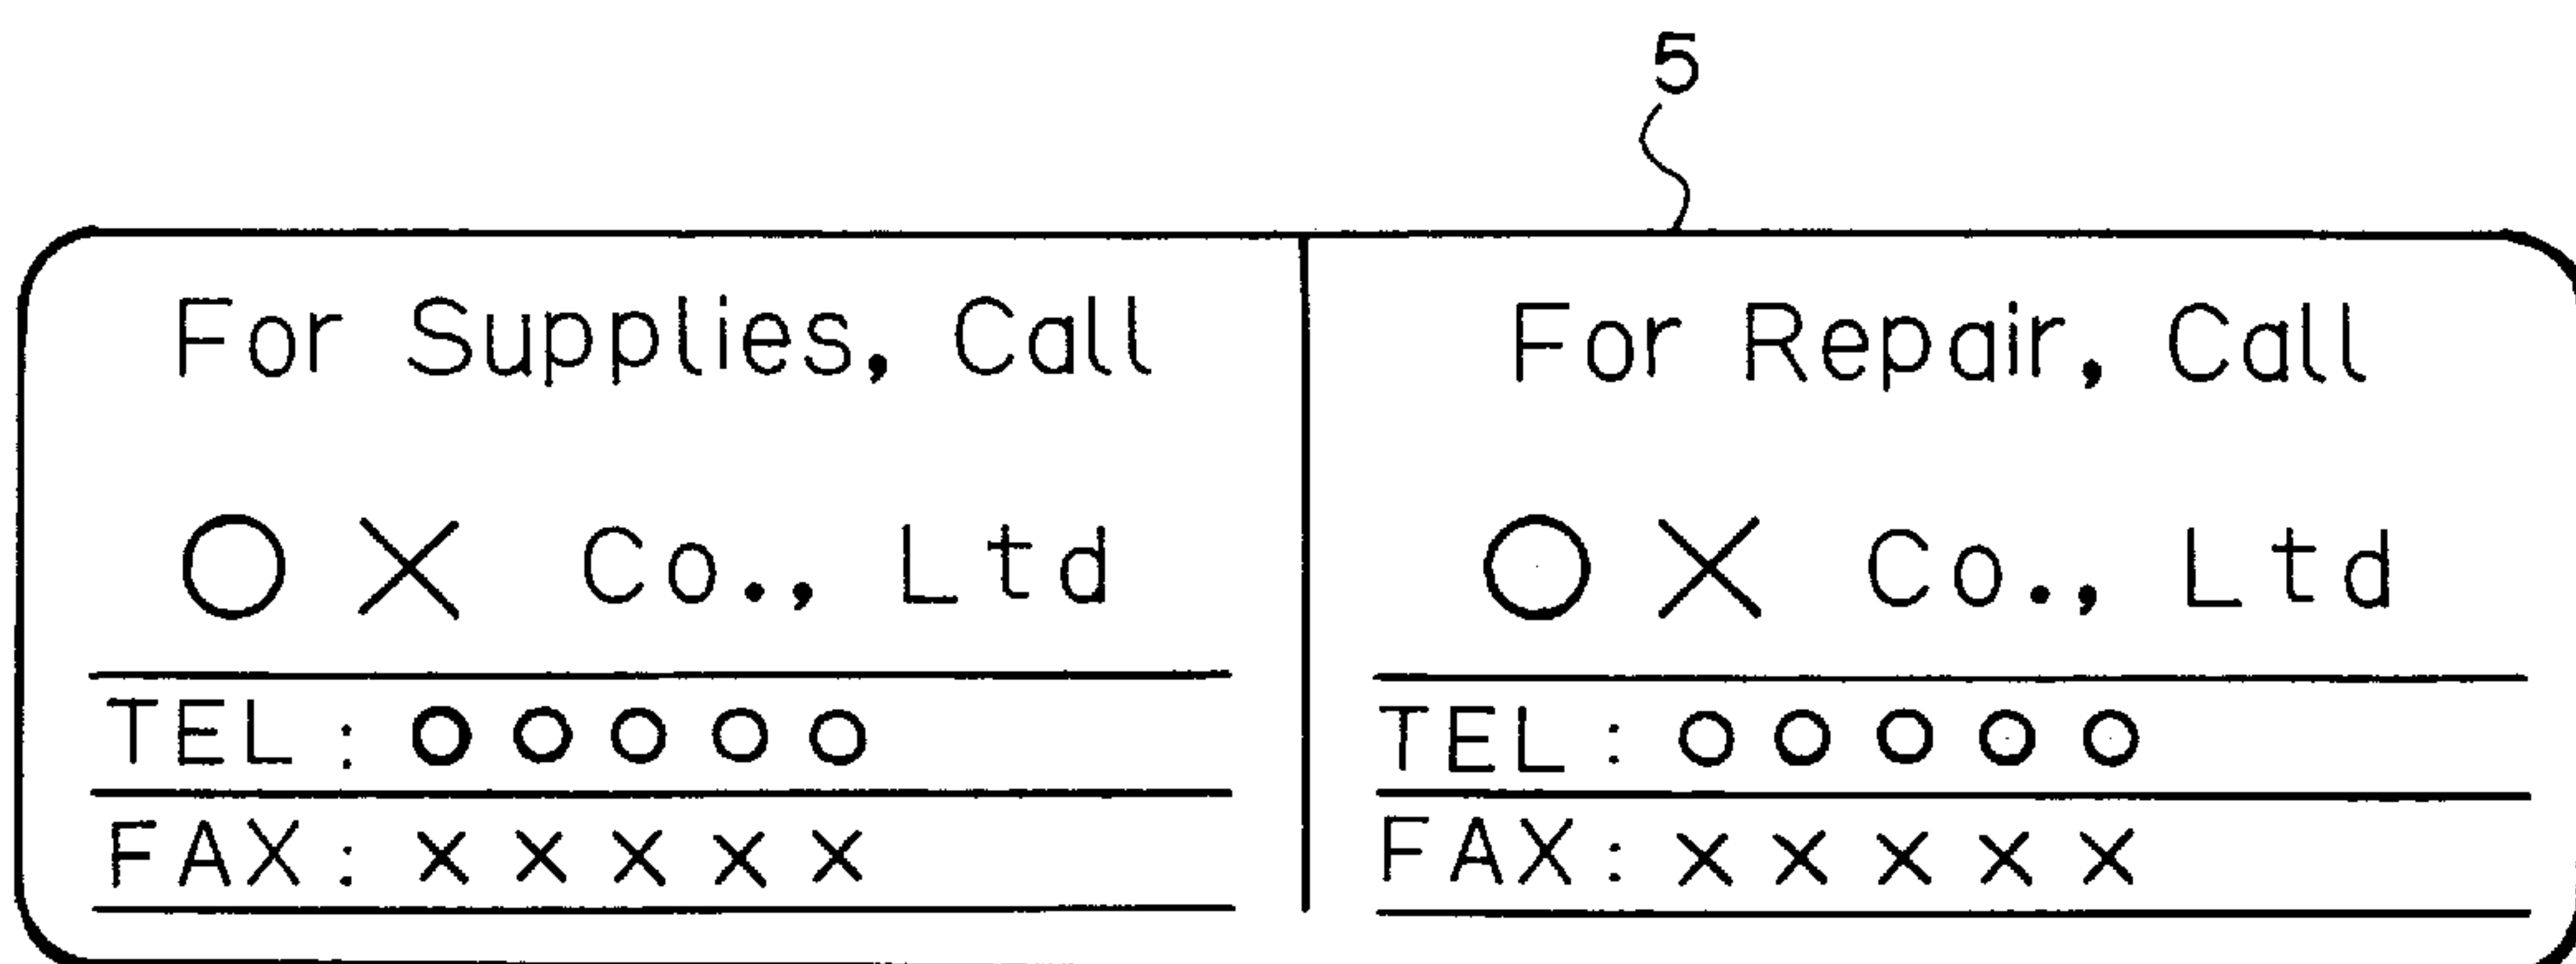 5
For Supplies, Call
○ × Co., Ltd
TEL : ○ ○ ○ ○ ○
FAX : × × × × ×
For Repair, Call
○ × Co., Ltd
TEL : ○ ○ ○ ○ ○
FAX : × × × × ×